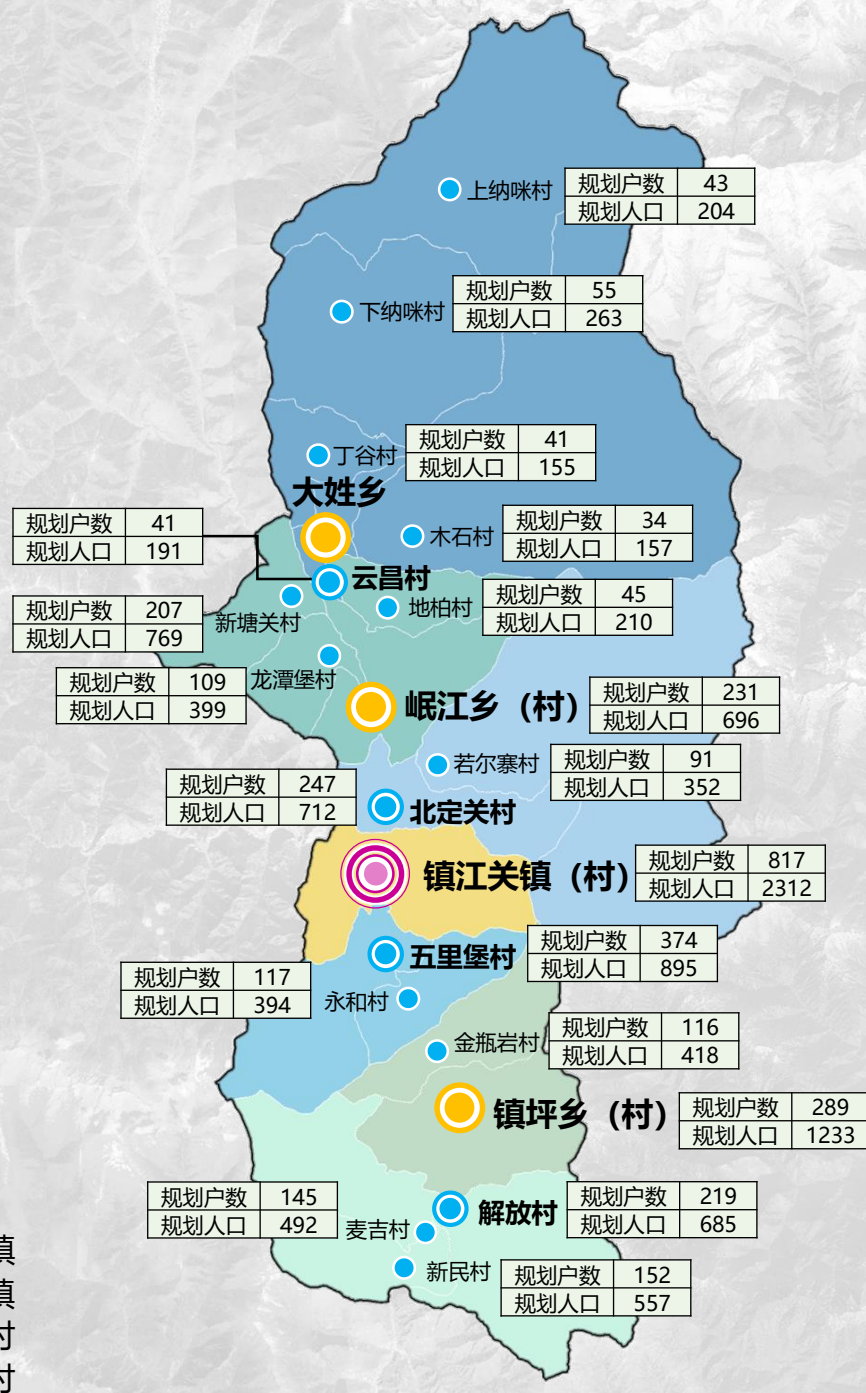 上纳咪村
规划户数 43
规划人口 204
下纳咪村
规划户数 55
规划人口 263
丁谷村
规划户数 41
规划人口 155
大姓乡
木石村
规划户数 34
规划人口 157
规划户数 41
规划人口 191
云昌村
新塘关村
规划户数 207
规划人口 769
地柏村
规划户数 45
规划人口 210
龙潭堡村
规划户数 109
规划人口 399
岷江乡（村）
规划户数 231
规划人口 696
若尔寨村
规划户数 91
规划人口 352
规划户数 247
规划人口 712
北定关村
镇江关镇（村）
规划户数 817
规划人口 2312
五里堡村
规划户数 374
规划人口 895
规划户数 117
规划人口 394
永和村
金瓶岩村
规划户数 116
规划人口 418
镇坪乡（村）
规划户数 289
规划人口 1233
规划户数 145
规划人口 492
麦吉村
解放村
规划户数 219
规划人口 685
新民村
规划户数 152
规划人口 557
镇
镇
村
村